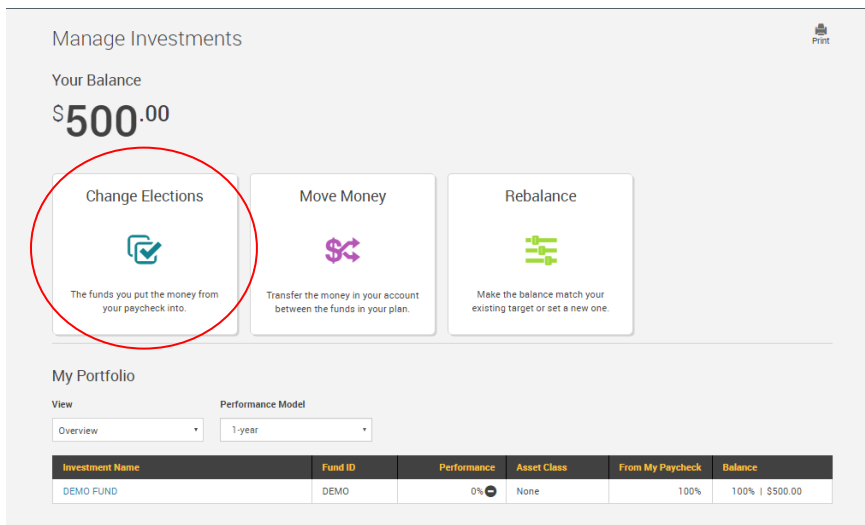 Manage Investments
Print
Your Balance
$500.00
Change Elections
Move Money
Rebalance
The funds you put the money from
your paycheck into.
Transfer the money in your account
between the funds in your plan.
Make the balance match your
existing target or set a new one.
My Portfolio
View
Performance Model
Overview
1-year
Investment Name Fund ID Performance Asset Class From My Paycheck Balance
DEMO FUND DEMO 0% None 100% 100% | $500.00